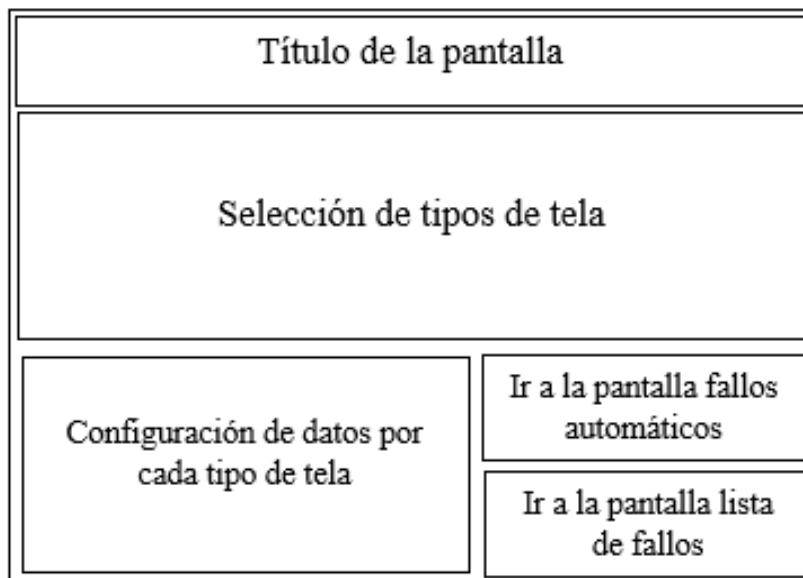 Título de la pantalla
Selección de tipos de tela
Configuración de datos por
cada tipo de tela
Ir a la pantalla fallos
automáticos
Ir a la pantalla lista
de fallos